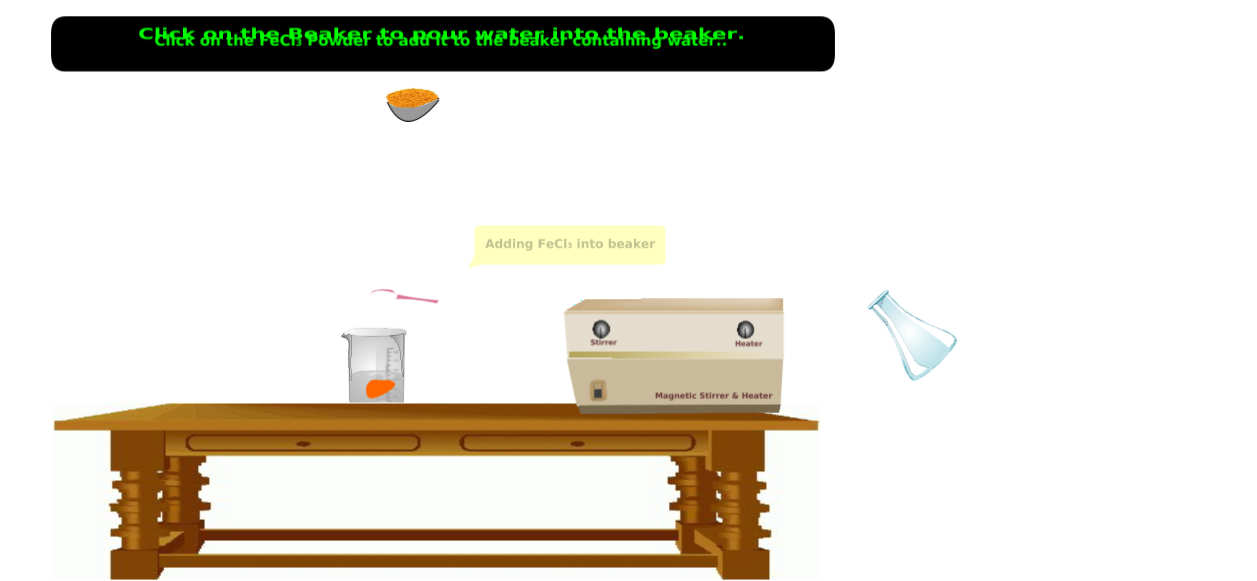 Click on the Beaker to pour water into the beaker.
Click on the FeCl₃ Powder to add it to the beaker containing water..
Adding FeCl₃ into beaker
Stirrer
Heater
Magnetic Stirrer & Heater